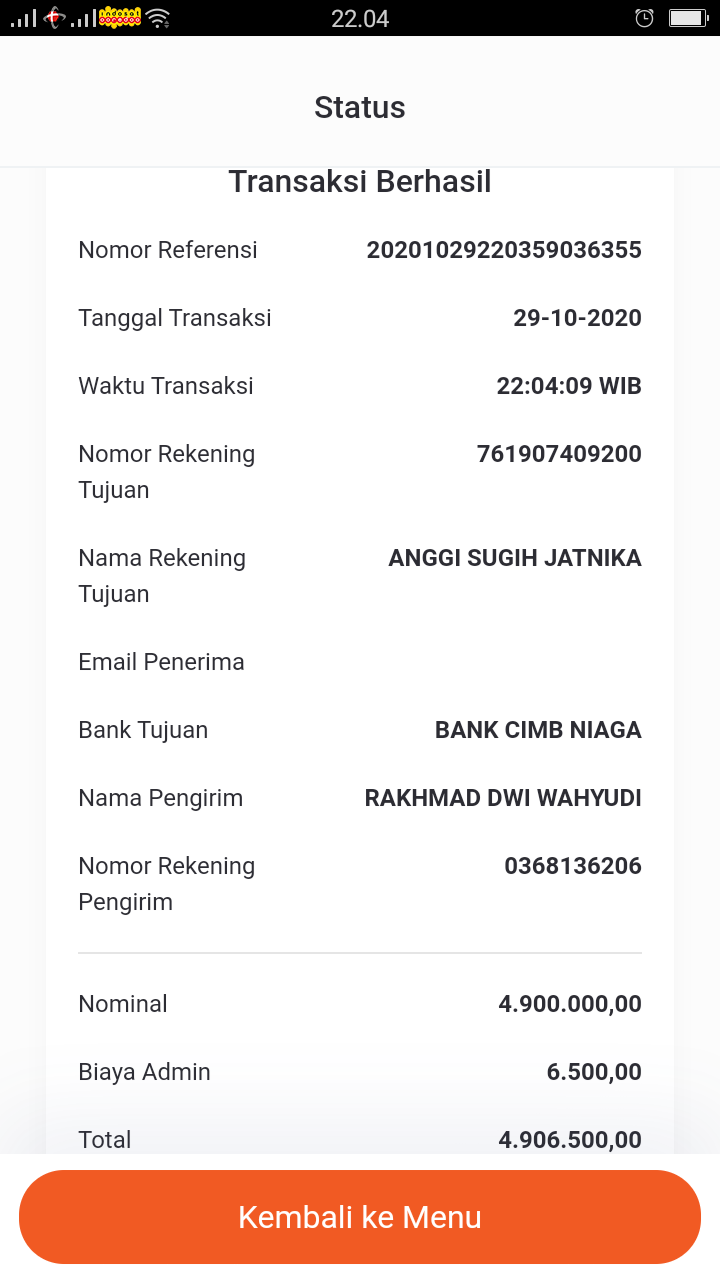 indosat
ooredoo
22.04
Status
Transaksi Berhasil
Nomor Referensi 20201029220359036355
Tanggal Transaksi 29-10-2020
Waktu Transaksi 22:04:09 WIB
Nomor Rekening 761907409200
Tujuan
Nama Rekening ANGGI SUGIH JATNIKA
Tujuan
Email Penerima
Bank Tujuan BANK CIMB NIAGA
Nama Pengirim RAKHMAD DWI WAHYUDI
Nomor Rekening 0368136206
Pengirim
Nominal 4.900.000,00
Biaya Admin 6.500,00
Total 4.906.500,00
Kembali ke Menu